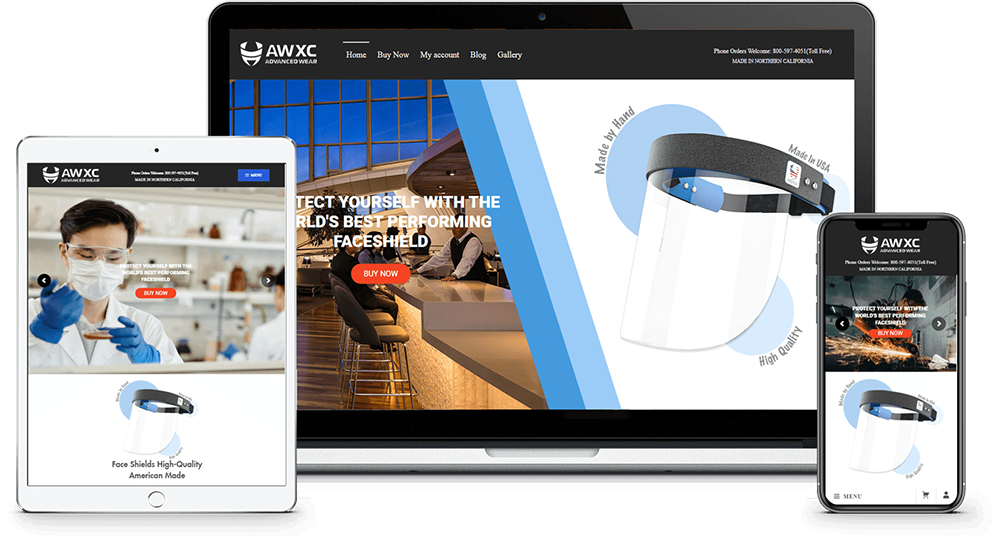 AWXC
ADVANCED WEAR
Home Buy Now My account Blog Gallery
Phone Orders Welcome: 800-597-4051(Toll Free)
MADE IN NORTHERN CALIFORNIA
TECT YOURSELF WITH THE
RLD'S BEST PERFORMING
FACESHIELD
BUY NOW
Made by Hand
Made In USA
High Quality
AWXC
ADVANCED WEAR
Phone Orders Welcome: 800-597-4051(Toll Free)
MADE IN NORTHERN CALIFORNIA
MENU
PROTECT YOURSELF WITH THE
WORLD'S BEST PERFORMING
FACESHIELD
BUY NOW
Made by Hand
High Quality
Face Shields High-Quality
American Made
AWXC
ADVANCED WEAR
Phone Orders Welcome: 800-597-4051(Toll Free)
MADE IN NORTHERN CALIFORNIA
PROTECT YOURSELF WITH THE
WORLD'S BEST PERFORMING
FACESHIELD
BUY NOW
Made by Hand
Made In USA
High Quality
MENU